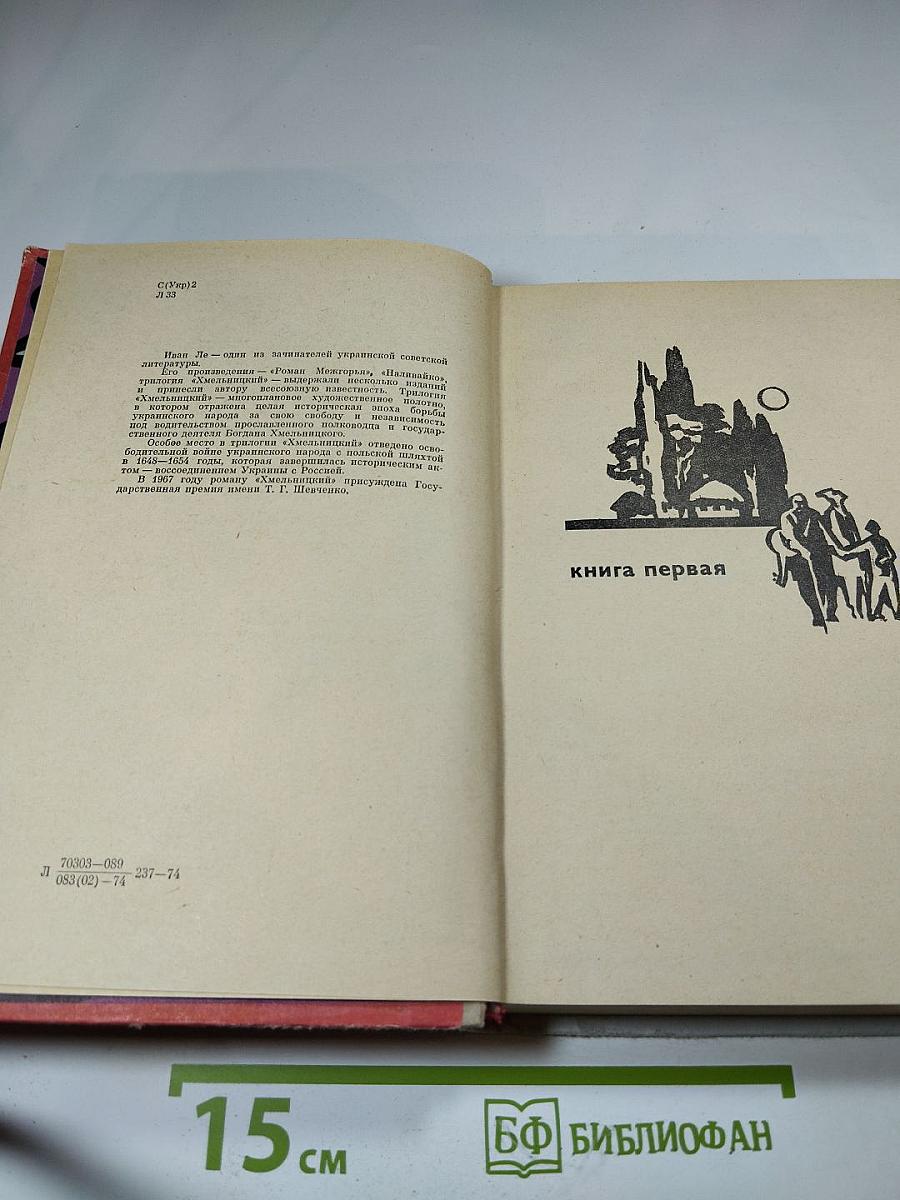 С(Укр)2
Л 33
Иван Ле — один из зачинателей украинской советской
литературы.
Его произведения — «Роман Межгорья», «Наливайко»,
трилогия «Хмельницкий» — выдержали несколько изданий
и принесли автору всесоюзную известность. Трилогия
«Хмельницкий» — многоплановое художественное полотно,
в котором отражена целая историческая эпоха борьбы
украинского народа за свою свободу и независимость
под водительством прославленного полководца и государ-
ственного деятеля Богдана Хмельницкого.
Особое место в трилогии «Хмельницкий» отведено осво-
бодительной войне украинского народа с польской шляхтой
в 1648—1654 годы, которая завершилась историческим ак-
том — воссоединением Украины с Россией.
В 1967 году роману «Хмельницкий» присуждена Госу-
дарственная премия имени Т. Г. Шевченко.
Л 70303—089
083(02)—74 237—74
книга первая
15 см
БФ БИБЛИОФАН